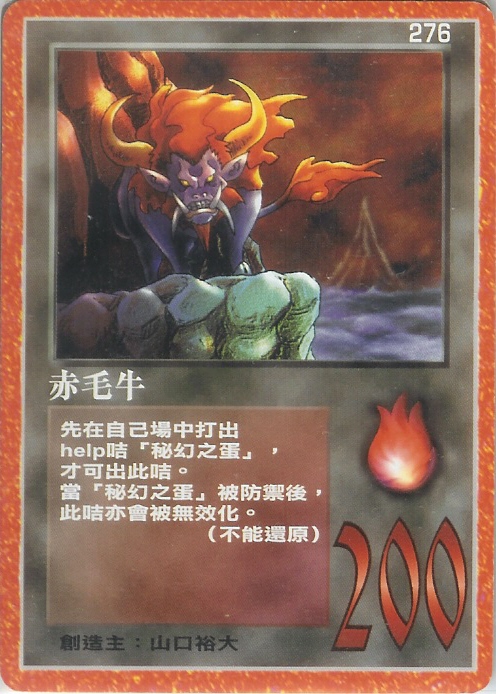 276
赤毛牛
先在自己場中打出
help咭「秘幻之蛋」，
才可出此咭。
當「秘幻之蛋」被防禦後，
此咭亦會被無效化。
（不能還原）
200
創造主：山口裕大